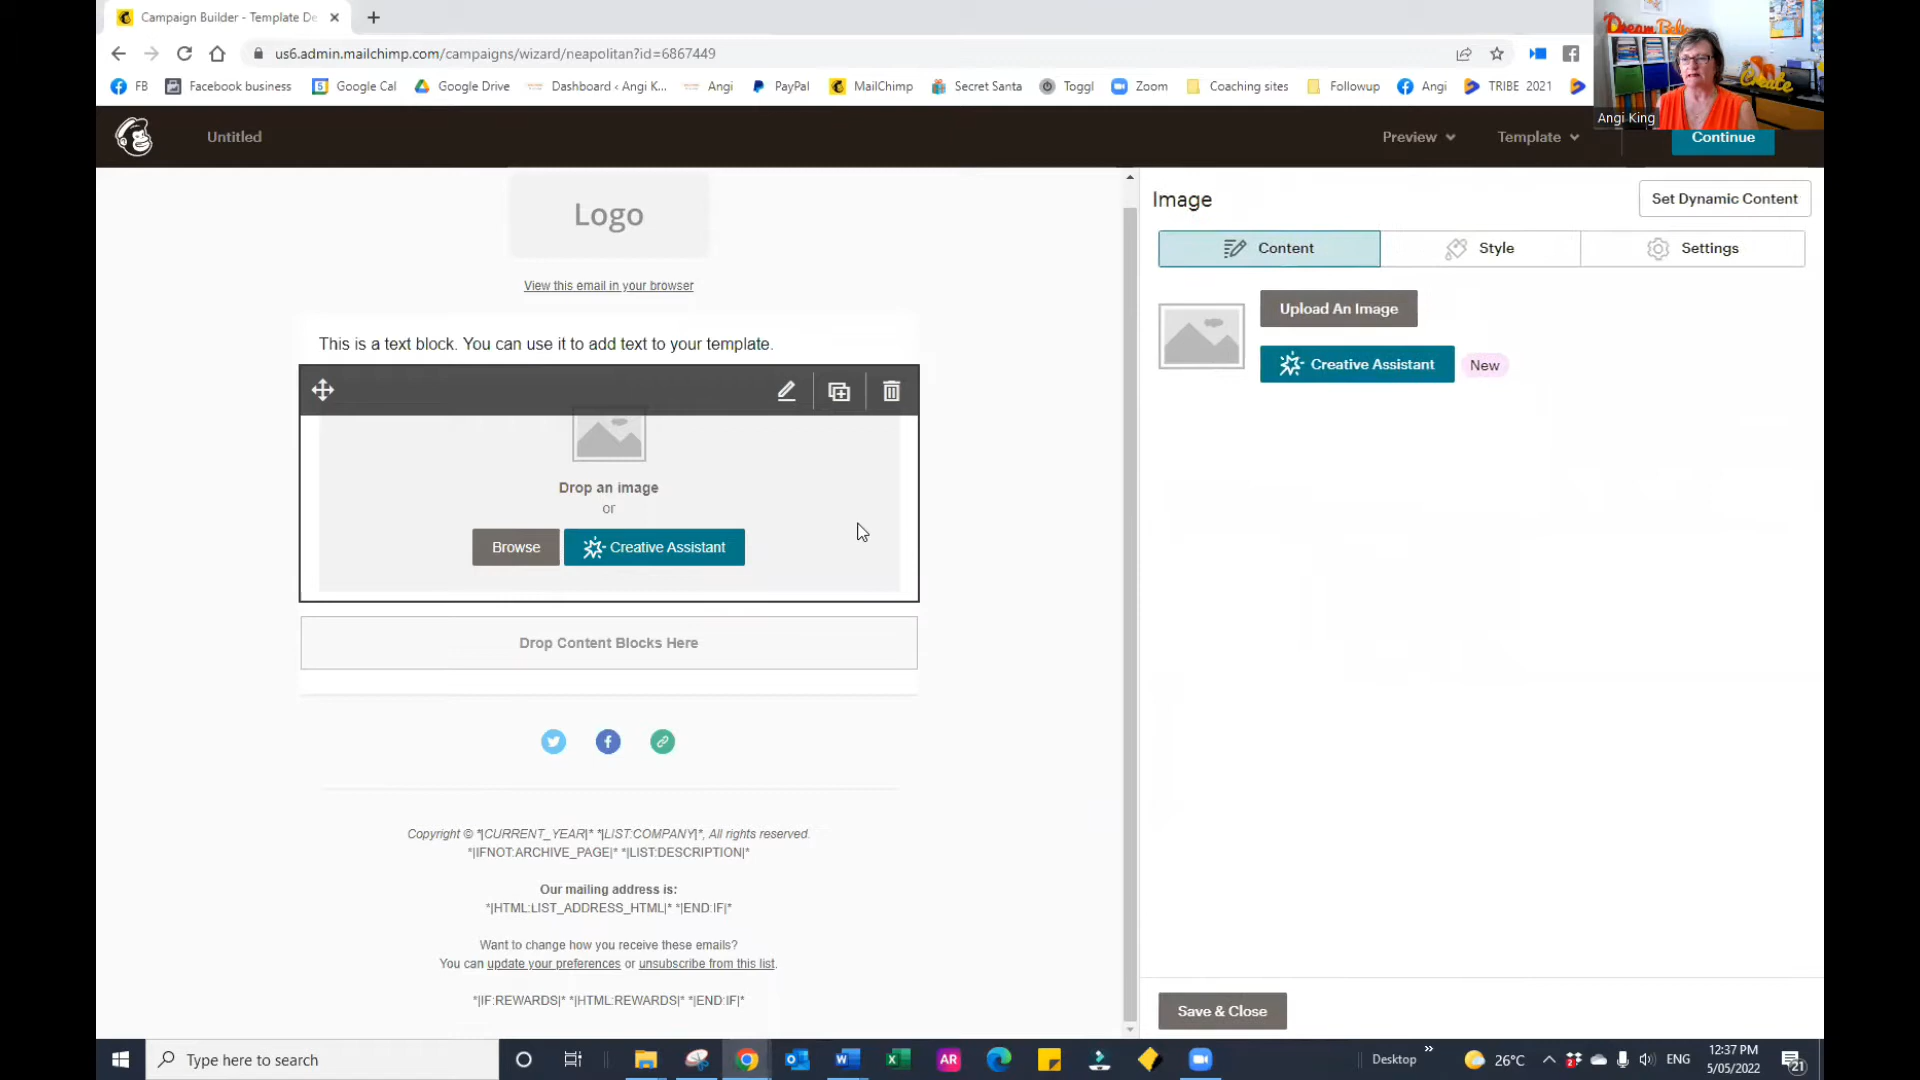 Campaign Builder - Template De
us6.admin.mailchimp.com/campaigns/wizard/neapolitan?id=6867449
FB
Facebook business
Google Cal
Google Drive
Dashboard ‹ Angi K...
Angi
PayPal
MailChimp
Secret Santa
Toggl
Zoom
Coaching sites
Followup
Angi
TRIBE 2021
Angi King
Create
Untitled
Preview
Template
Continue
Logo
View this email in your browser
This is a text block. You can use it to add text to your template.
Drop an image
or
Browse
Creative Assistant
Drop Content Blocks Here
Copyright © *|CURRENT_YEAR|* *|LIST:COMPANY|*, All rights reserved.
*|IFNOT:ARCHIVE_PAGE|* *|LIST:DESCRIPTION|*
Our mailing address is:
*|HTML:LIST_ADDRESS_HTML|* *|END:IF|*
Want to change how you receive these emails?
You can update your preferences or unsubscribe from this list.
*|IF:REWARDS|* *|HTML:REWARDS|* *|END:IF|*
Image
Set Dynamic Content
Content
Style
Settings
Upload An Image
Creative Assistant
New
Save & Close
Type here to search
AR
Desktop
26°C
ENG
12:37 PM
5/05/2022
21